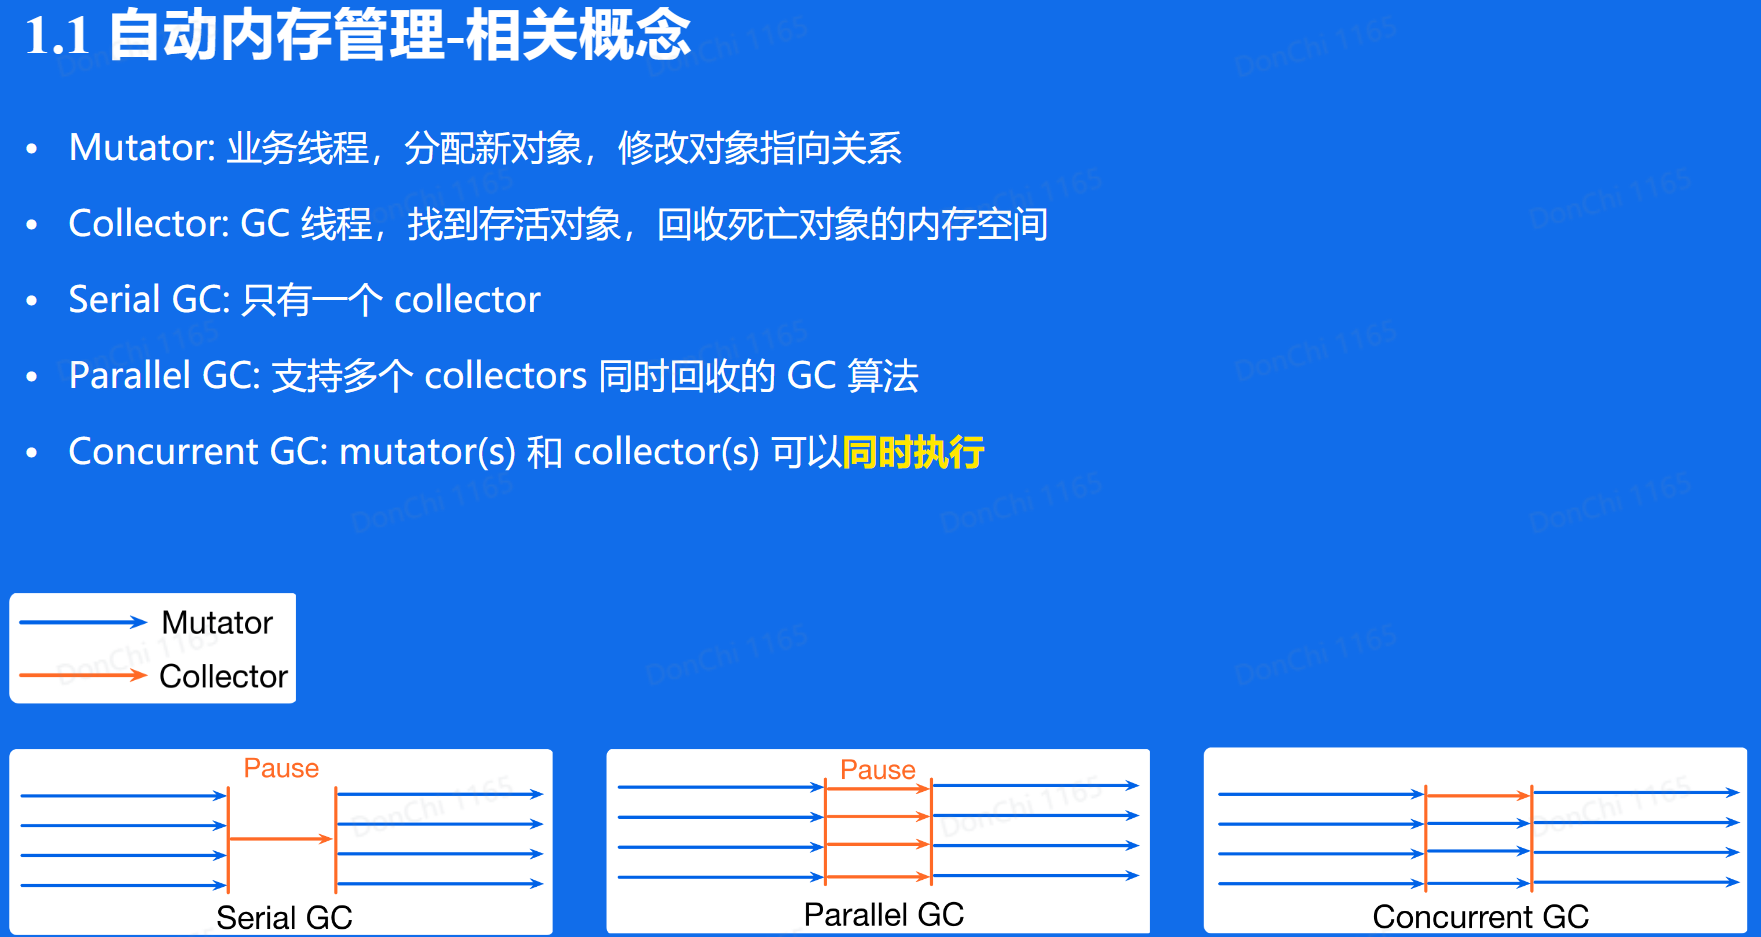 1.1 自动内存管理-相关概念
• Mutator: 业务线程，分配新对象，修改对象指向关系
• Collector: GC 线程，找到存活对象，回收死亡对象的内存空间
• Serial GC: 只有一个 collector
• Parallel GC: 支持多个 collectors 同时回收的 GC 算法
• Concurrent GC: mutator(s) 和 collector(s) 可以同时执行
Mutator
Collector
Pause
Serial GC
Pause
Parallel GC
Concurrent GC
DonChi 1165